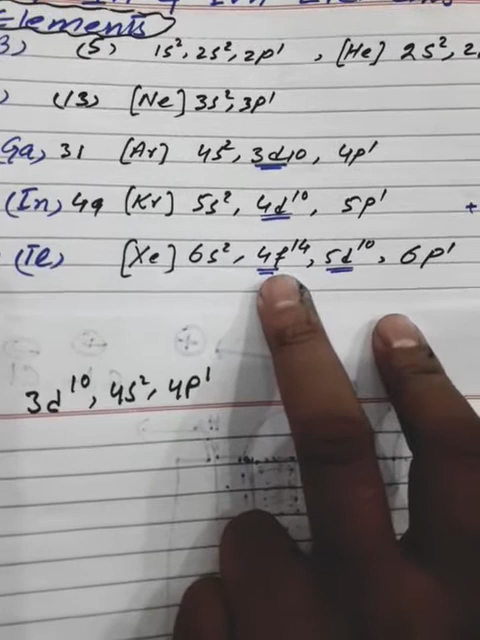 Elements
3) (5) 1s², 2s², 2p¹ , [He] 2s², 2
) (13) [Ne] 3s², 3p¹
Ga) 31 [Ar] 4s², 3d10, 4p¹
(In) 49 [Kr] 5s², 4d¹⁰, 5p¹ +
(Te) [Xe] 6s², 4f¹⁴, 5d¹⁰, 6p¹
3d¹⁰, 4s², 4p¹